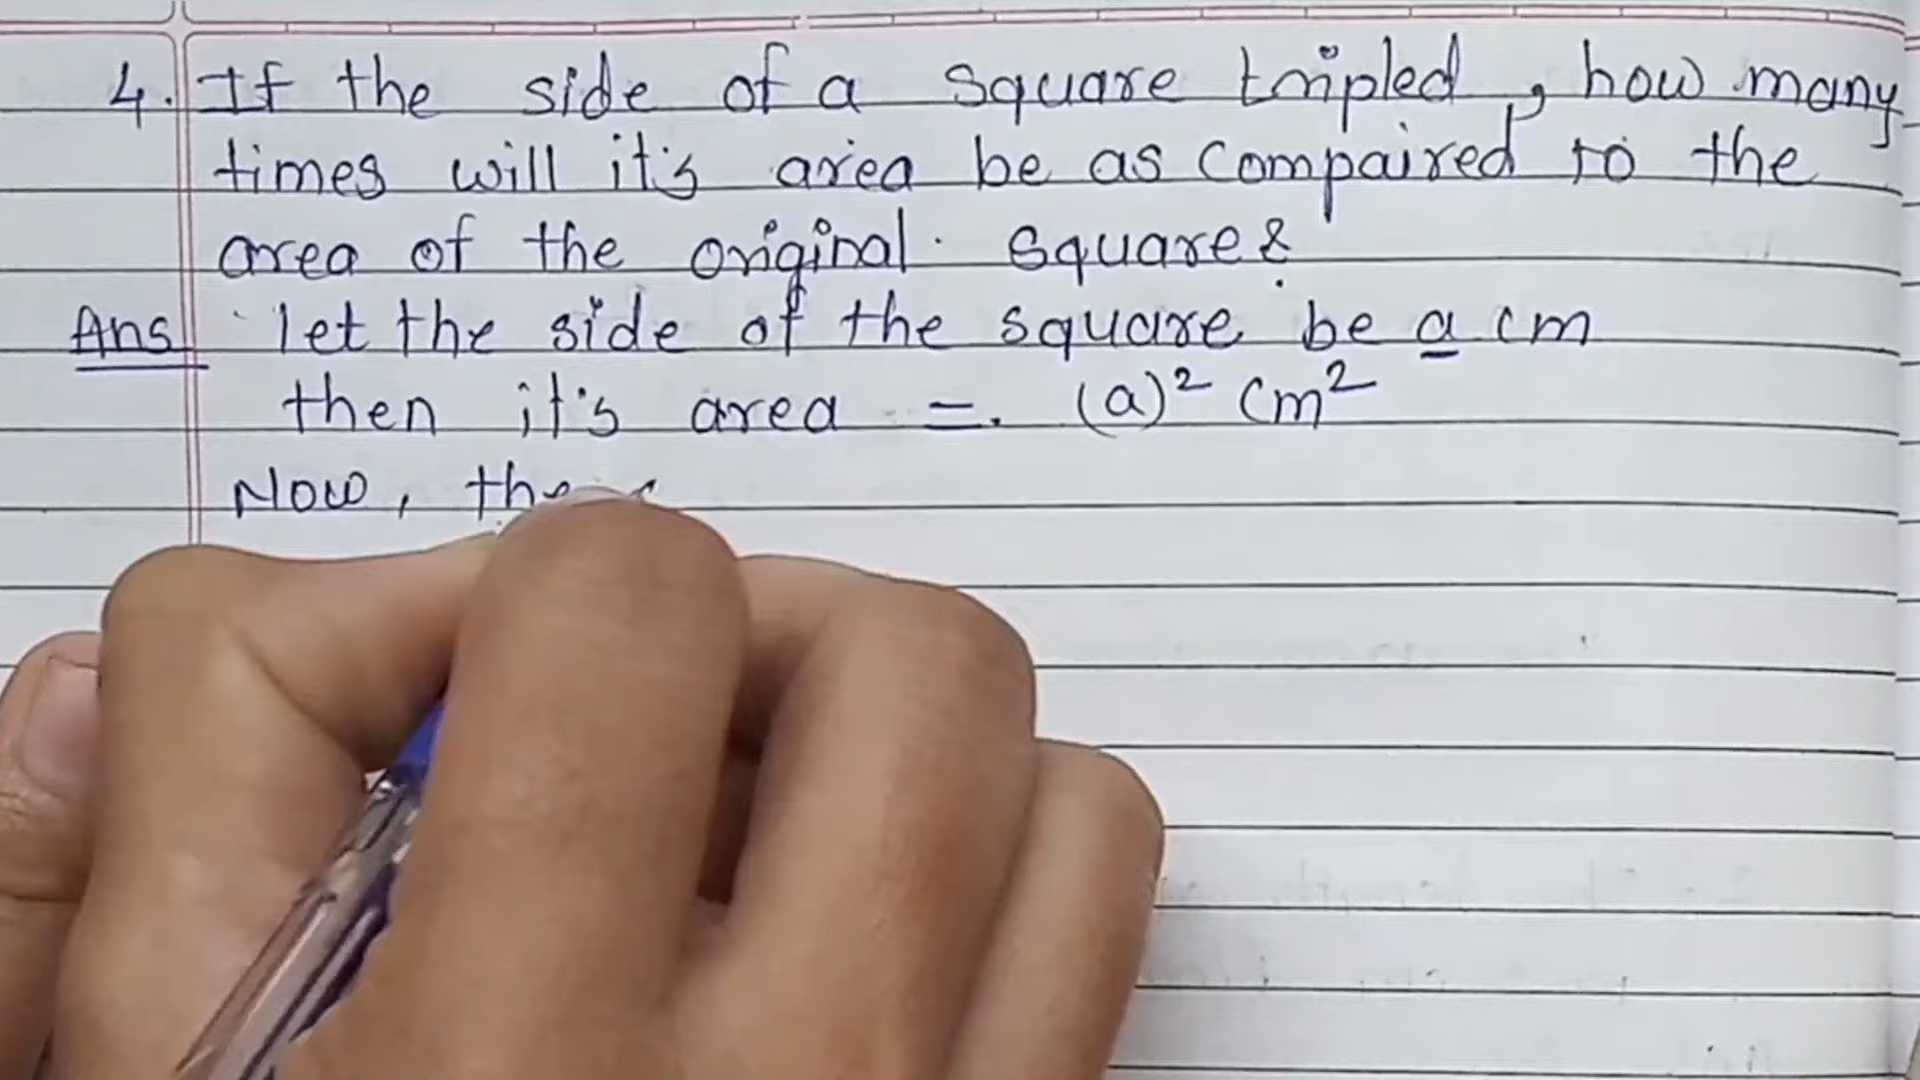 4. If the side of a square tripled, how many
times will it's area be as compaired to the
area of the original square?
Ans let the side of the square be a cm
then it's area = (a)² cm²
Now, the